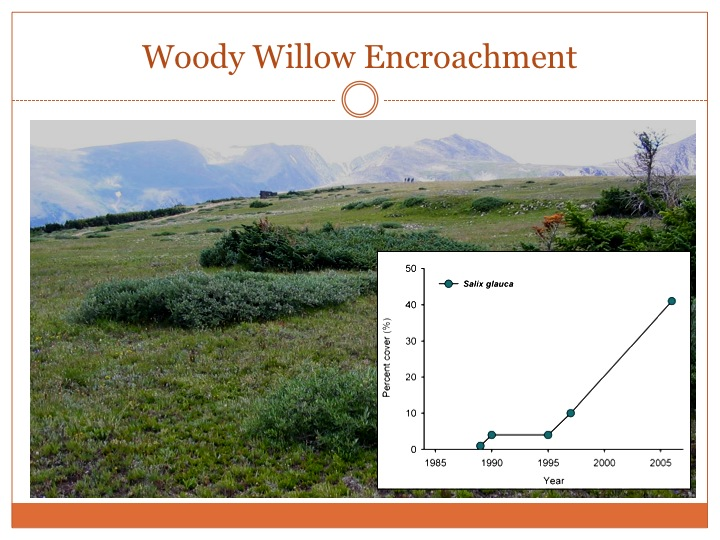 Woody Willow Encroachment
Salix glauca
50
40
30
20
10
0
Percent cover (%)
1985 1990 1995 2000 2005
Year